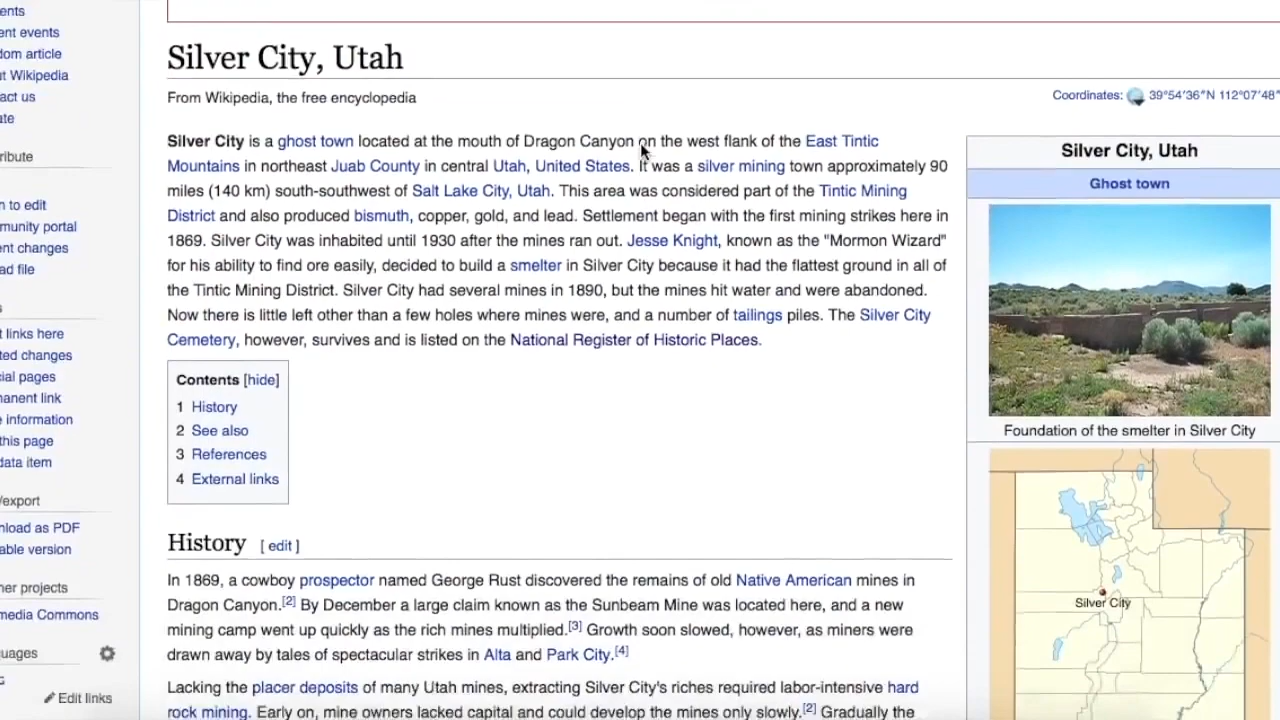 ents
ent events
dom article
ut Wikipedia
act us
ate
ribute
n to edit
munity portal
ent changes
ad file
s
t links here
ted changes
cial pages
manent link
e information
this page
data item
/export
nload as PDF
able version
ner projects
media Commons
guages
Edit links
Silver City, Utah
From Wikipedia, the free encyclopedia
Coordinates: 39°54′36″N 112°07′48″
Silver City is a ghost town located at the mouth of Dragon Canyon on the west flank of the East Tintic
Mountains in northeast Juab County in central Utah, United States. It was a silver mining town approximately 90
miles (140 km) south-southwest of Salt Lake City, Utah. This area was considered part of the Tintic Mining
District and also produced bismuth, copper, gold, and lead. Settlement began with the first mining strikes here in
1869. Silver City was inhabited until 1930 after the mines ran out. Jesse Knight, known as the "Mormon Wizard"
for his ability to find ore easily, decided to build a smelter in Silver City because it had the flattest ground in all of
the Tintic Mining District. Silver City had several mines in 1890, but the mines hit water and were abandoned.
Now there is little left other than a few holes where mines were, and a number of tailings piles. The Silver City
Cemetery, however, survives and is listed on the National Register of Historic Places.
Contents [hide]
1 History
2 See also
3 References
4 External links
History [ edit ]
In 1869, a cowboy prospector named George Rust discovered the remains of old Native American mines in
Dragon Canyon.[2] By December a large claim known as the Sunbeam Mine was located here, and a new
mining camp went up quickly as the rich mines multiplied.[3] Growth soon slowed, however, as miners were
drawn away by tales of spectacular strikes in Alta and Park City.[4]
Lacking the placer deposits of many Utah mines, extracting Silver City's riches required labor-intensive hard
rock mining. Early on, mine owners lacked capital and could develop the mines only slowly.[2] Gradually the
Silver City, Utah
Ghost town
Foundation of the smelter in Silver City
Silver City